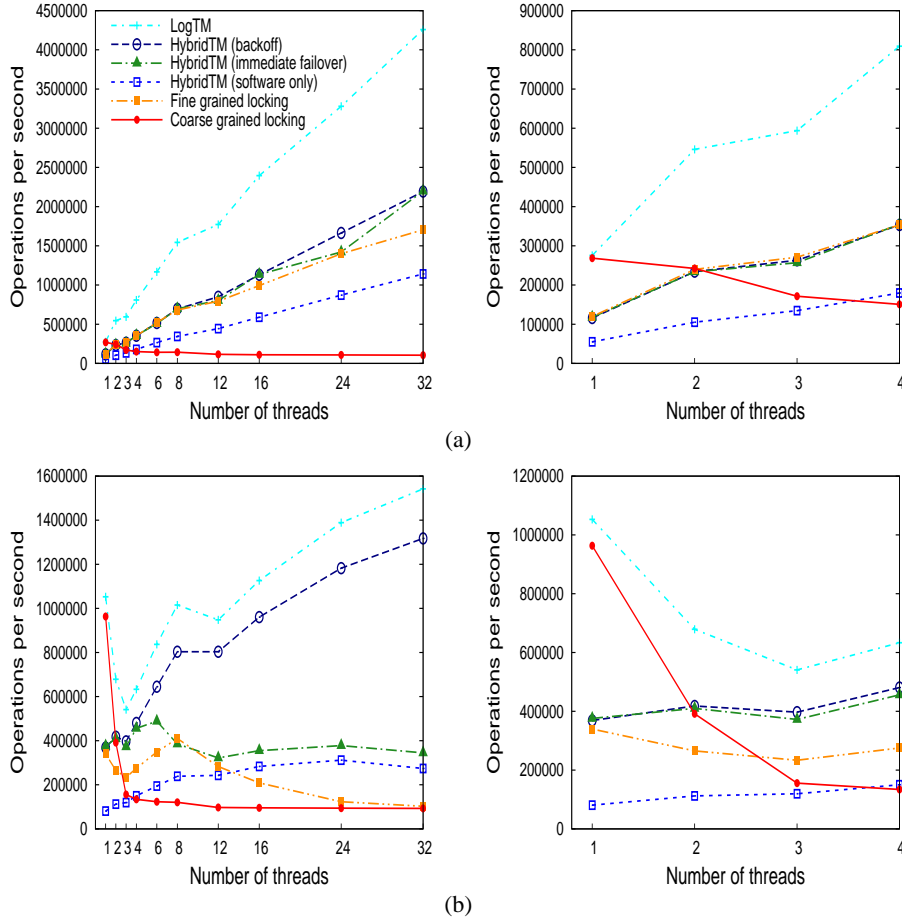 4500000
4000000
3500000
3000000
2500000
2000000
1500000
1000000
500000
0
Operations per second
LogTM
HybridTM (backoff)
HybridTM (immediate failover)
HybridTM (software only)
Fine grained locking
Coarse grained locking
1 2 3 4 6 8 12 16 24 32
Number of threads
900000
800000
700000
600000
500000
400000
300000
200000
100000
0
Operations per second
1 2 3 4
Number of threads
(a)
1600000
1400000
1200000
1000000
800000
600000
400000
200000
0
Operations per second
1 2 3 4 6 8 12 16 24 32
Number of threads
1200000
1000000
800000
600000
400000
200000
0
Operations per second
1 2 3 4
Number of threads
(b)